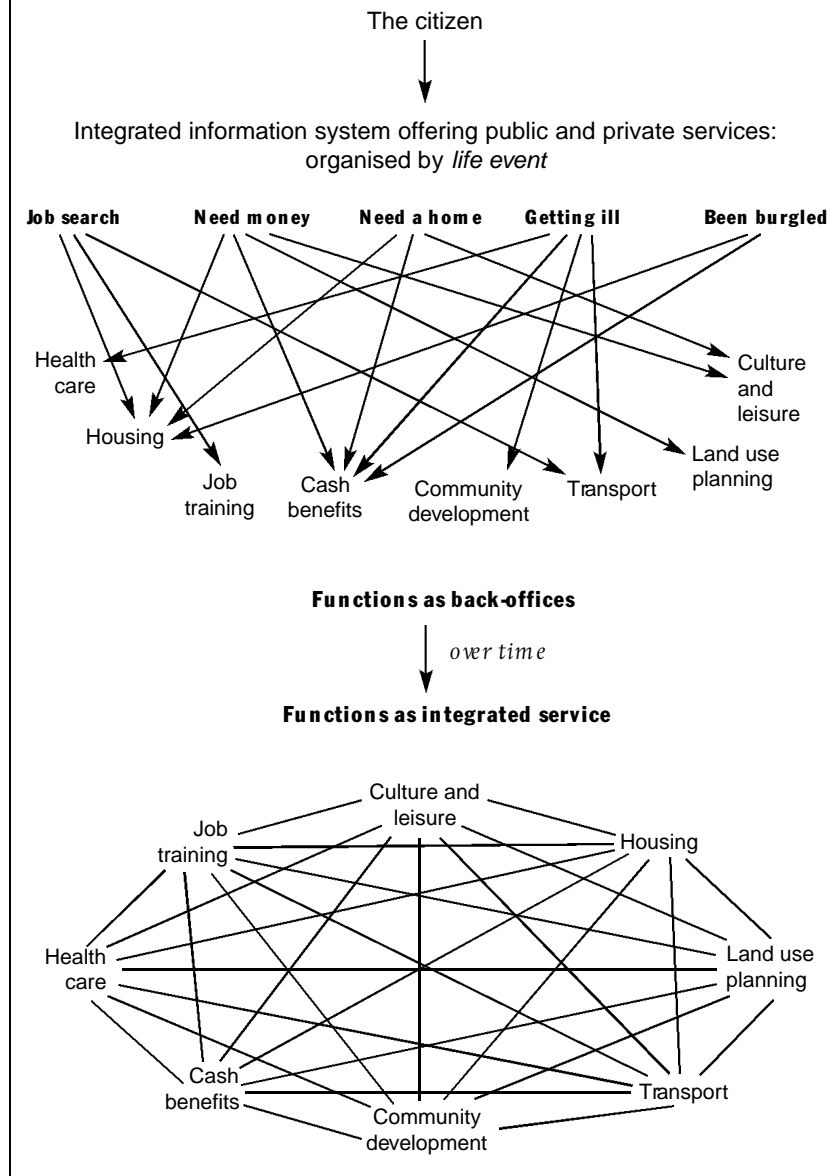 The citizen
Integrated information system offering public and private services:
organised by life event
Job search
Need money
Need a home
Getting ill
Been burgled
Health
care
Culture
and
leisure
Housing
Land use
planning
Job
training
Cash
benefits
Community
development
Transport
Functions as back-offices
over time
Functions as integrated service
Culture and
leisure
Job
training
Housing
Health
care
Land use
planning
Cash
benefits
Transport
Community
development